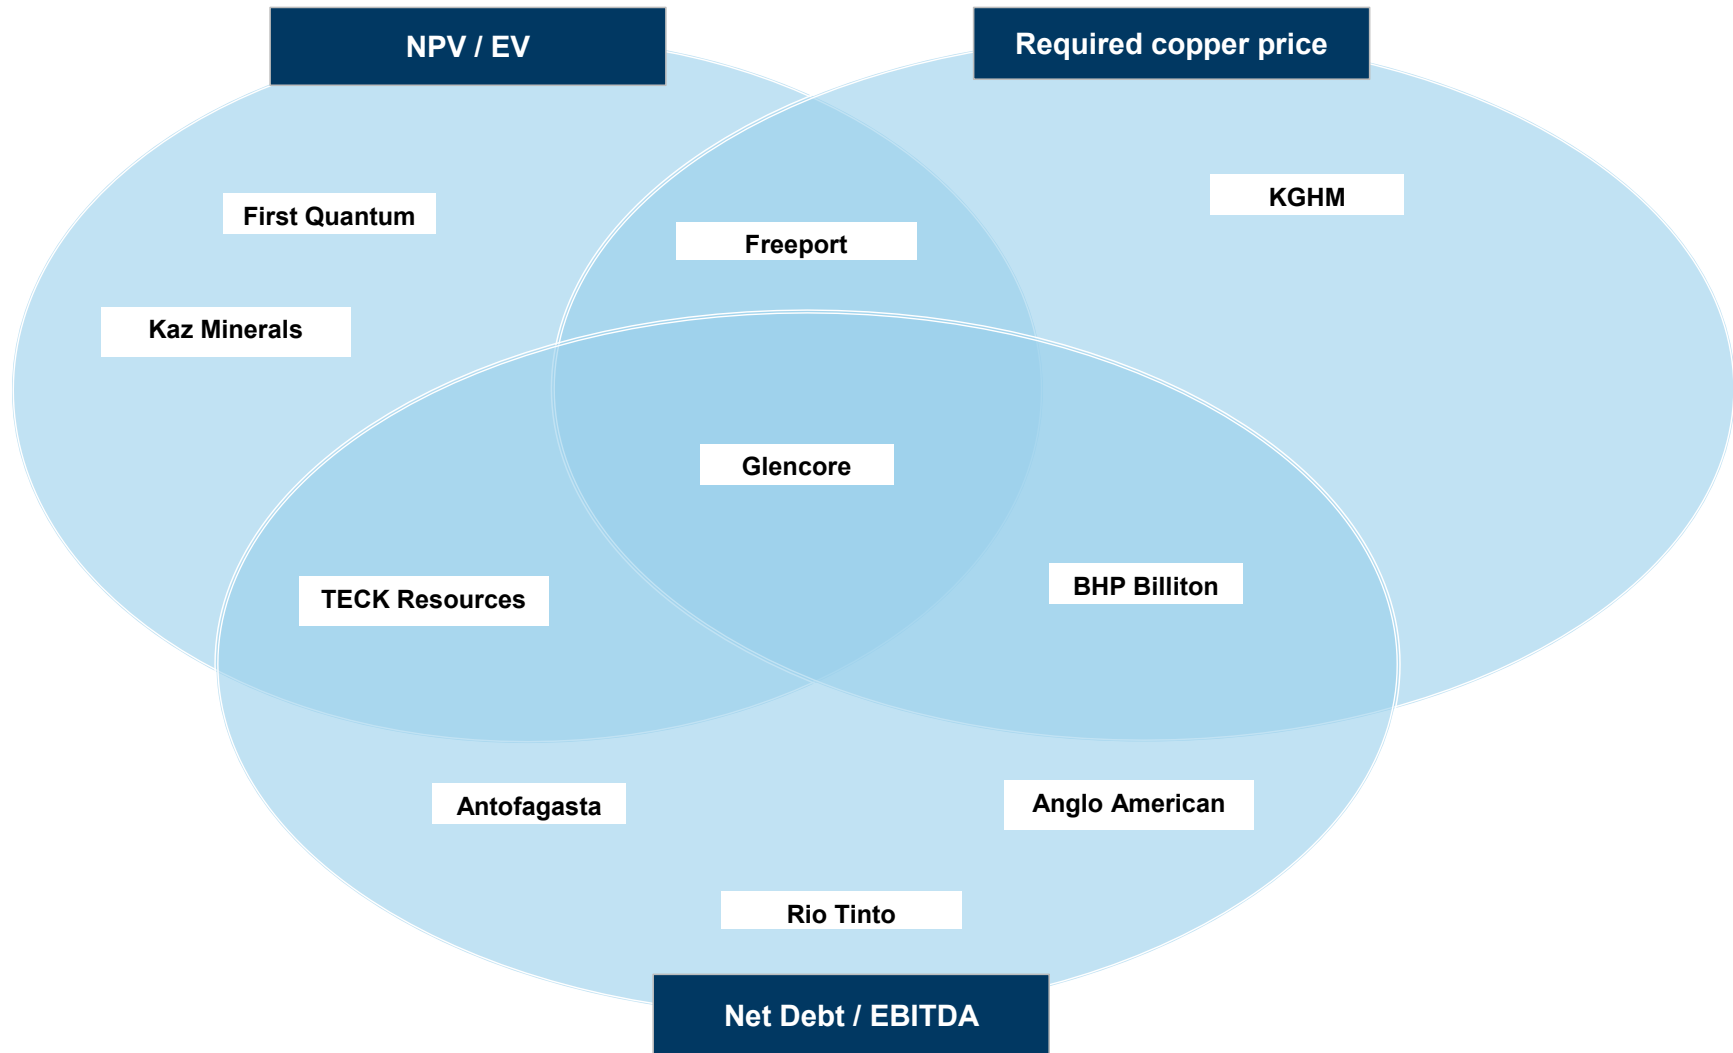 NPV / EV
Required copper price
KGHM
First Quantum
Freeport
Kaz Minerals
Glencore
TECK Resources
BHP Billiton
Antofagasta
Anglo American
Rio Tinto
Net Debt / EBITDA